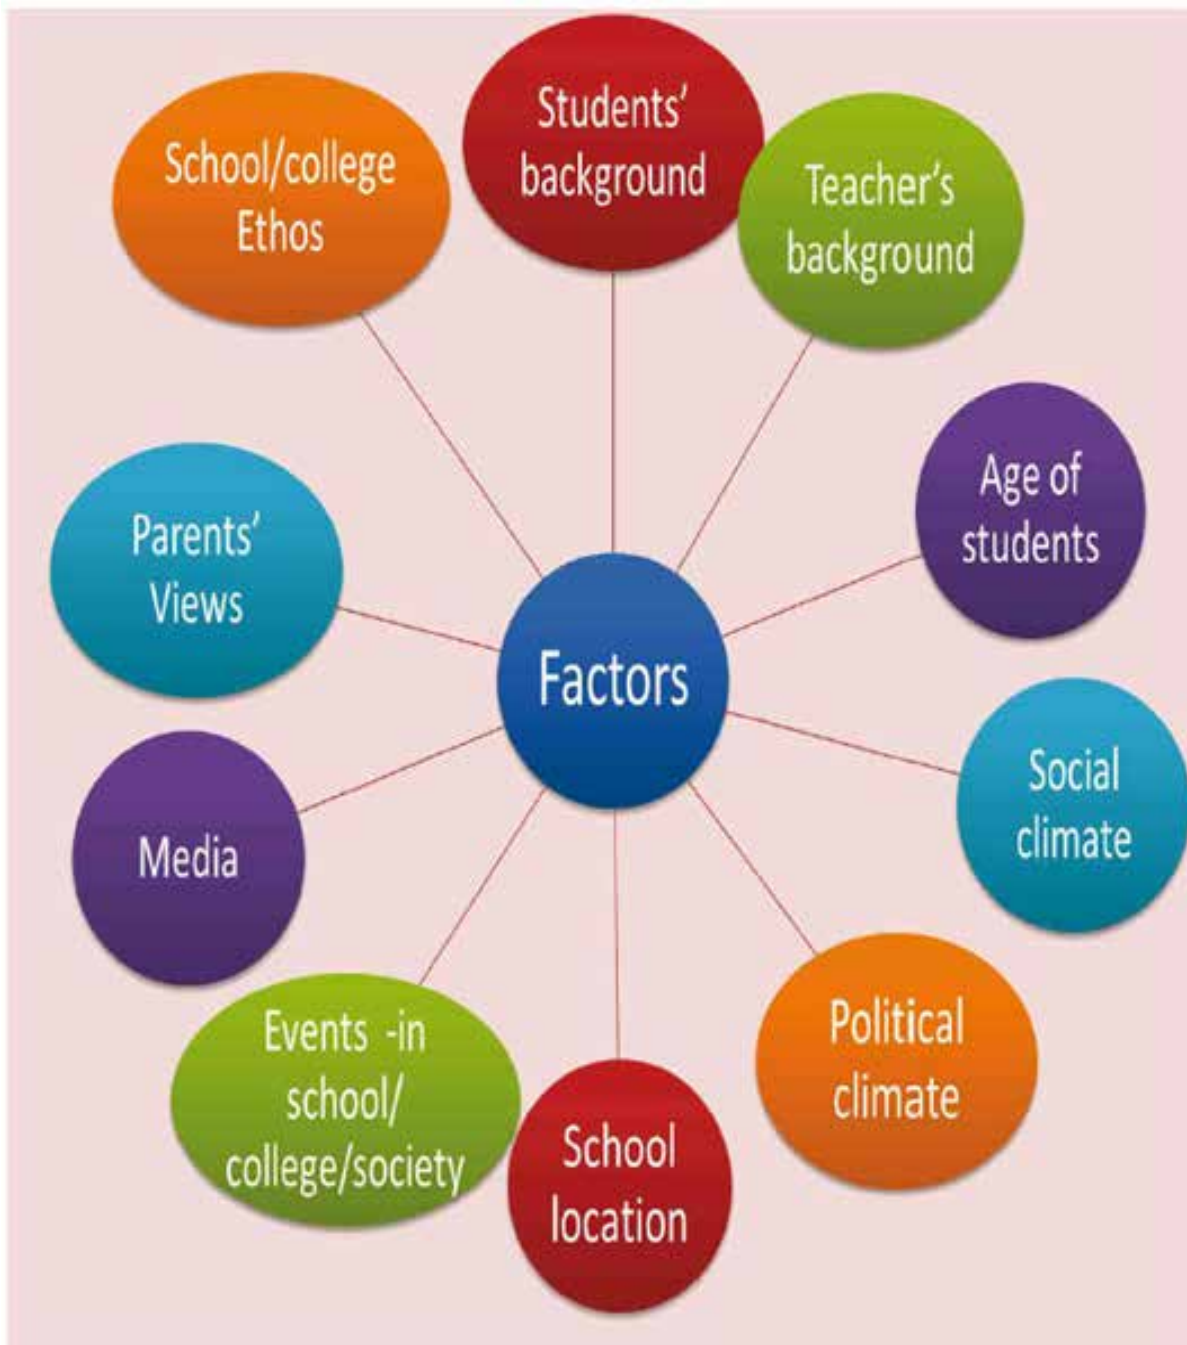 Students'
background
Teacher's
background
Age of
students
Social
climate
Political
climate
School
location
Events -in
school/
college/society
Media
Parents'
Views
School/college
Ethos
Factors